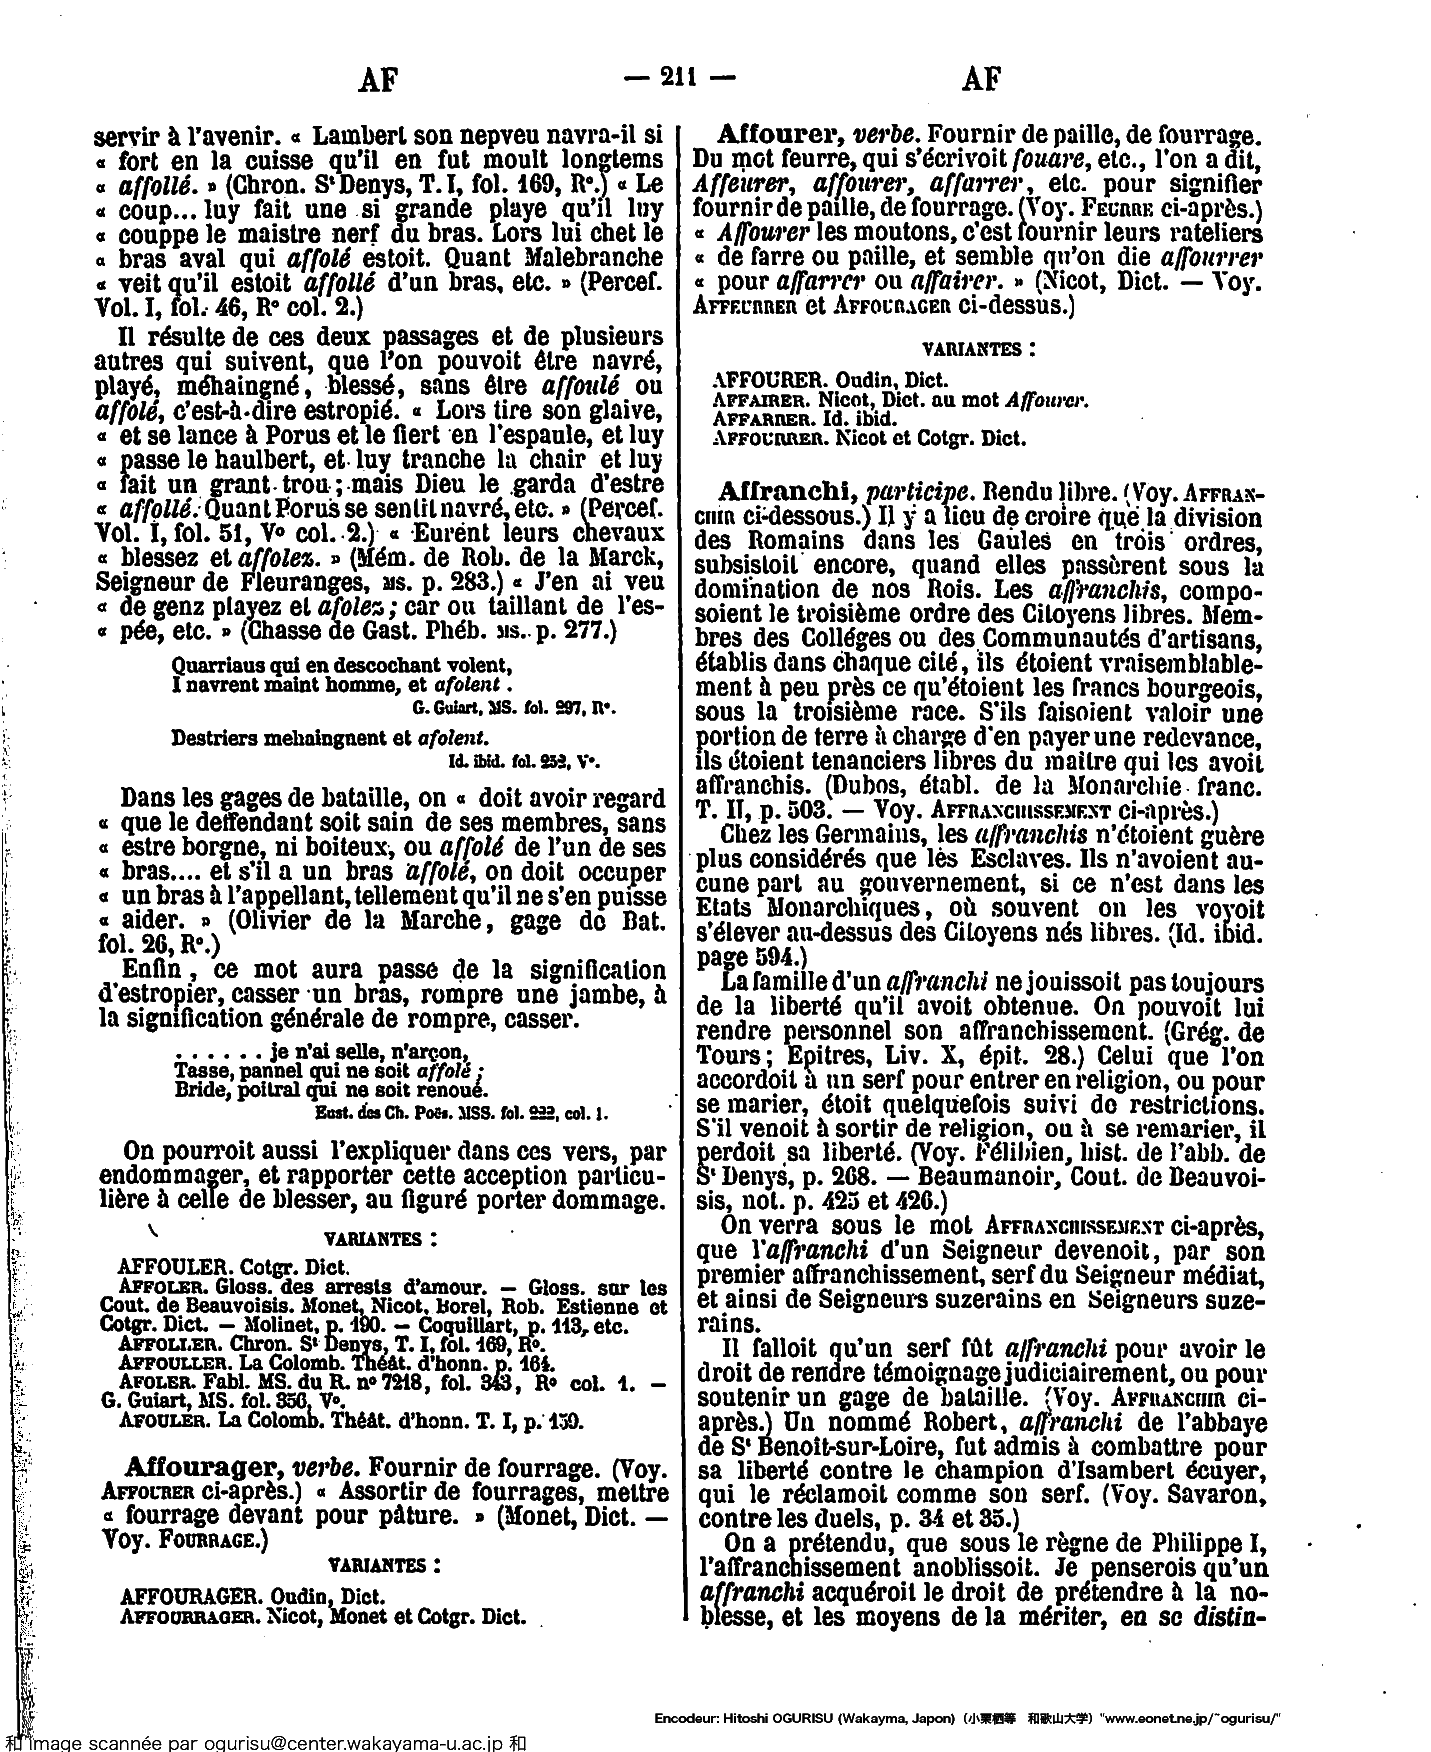 AF — 211 — AF
servir à l'avenir. « Lambert son nepveu navra-il si
« fort en la cuisse qu'il en fut moult longtems
« affollé. » (Chron. St Denys, T. I, fol. 169, Ro.) « Le
« coup... luy fait une si grande playe qu'il luy
« couppe le maistre nerf du bras. Lors lui chet le
« bras aval qui affolé estoit. Quant Malebranche
« veit qu'il estoit affollé d'un bras, etc. » (Percef.
Vol. I, fol. 46, Ro col. 2.)
Il résulte de ces deux passages et de plusieurs
autres qui suivent, que l'on pouvoit être navré,
playé, méhaingné, blessé, sans être affoulé ou
affolé, c'est-à-dire estropié. « Lors tire son glaive,
« et se lance à Porus et le fiert en l'espaule, et luy
« passe le haulbert, et luy tranche la chair et luy
« fait un grant trou ; mais Dieu le garda d'estre
« affollé. Quant Porus se sentit navré, etc. » (Percef.
Vol. I, fol. 51, Vo col. 2.) « Eurent leurs chevaux
« blessez et affolez. » (Mém. de Rob. de la Marck,
Seigneur de Fleuranges, MS. p. 283.) « J'en ai veu
« de genz playez et afolez ; car ou taillant de l'es-
« pée, etc. » (Chasse de Gast. Phéb. MS. p. 277.)
Quarriaus qui en descochant volent,
I navrent maint homme, et afolent.
G. Guiart, MS. fol. 297, Ro.
Destriers mehaingnent et afolent.
Id. ibid. fol. 253, Vo.
Dans les gages de bataille, on « doit avoir regard
« que le deffendant soit sain de ses membres, sans
« estre borgne, ni boiteux, ou affolé de l'un de ses
« bras.... et s'il a un bras affolé, on doit occuper
« un bras à l'appellant, tellement qu'il ne s'en puisse
« aider. » (Olivier de la Marche, gage de Bat.
fol. 26, Ro.)
Enfin, ce mot aura passé de la signification
d'estropier, casser un bras, rompre une jambe, à
la signification générale de rompre, casser.
. . . . . . je n'ai selle, n'arçon,
Tasse, pannel qui ne soit affolé ;
Bride, poitral qui ne soit renoué.
Eust. des Ch. Poës. MSS. fol. 222, col. 1.
On pourroit aussi l'expliquer dans ces vers, par
endommager, et rapporter cette acception particu-
lière à celle de blesser, au figuré porter dommage.
VARIANTES :
AFFOULER. Cotgr. Dict.
AFFOLER. Gloss. des arrests d'amour. — Gloss. sur les
Cout. de Beauvoisis. Monet, Nicot, Borel, Rob. Estienne et
Cotgr. Dict. — Molinet, p. 190. — Coquillart, p. 113, etc.
AFFOLLER. Chron. St Denys, T. I, fol. 169, Ro.
AFFOULLER. La Colomb. Théât. d'honn. p. 164.
AFOLER. Fabl. MS. du R. no 7218, fol. 343, Ro col. 1. —
G. Guiart, MS. fol. 356, Vo.
AFOULER. La Colomb. Théât. d'honn. T. I, p. 159.
Affourager, verbe. Fournir de fourrage. (Voy.
AFFOURER ci-après.) « Assortir de fourrages, mettre
« fourrage devant pour pâture. » (Monet, Dict. —
Voy. FOURRAGE.)
VARIANTES :
AFFOURAGER. Oudin, Dict.
AFFOURRAGER. Nicot, Monet et Cotgr. Dict.
Affourer, verbe. Fournir de paille, de fourrage.
Du mot feurre, qui s'écrivoit fouare, etc., l'on a dit,
Affeurer, affourer, affarrer, etc. pour signifier
fournir de paille, de fourrage. (Voy. FEURRE ci-après.)
« Affourer les moutons, c'est fournir leurs rateliers
« de farre ou paille, et semble qu'on die affourrer
« pour affarrer ou affairer. » (Nicot, Dict. — Voy.
AFFEURRER et AFFOURAGER ci-dessus.)
VARIANTES :
AFFOURER. Oudin, Dict.
AFFAIRER. Nicot, Dict. au mot Affourer.
AFFARRER. Id. ibid.
AFFOURRER. Nicot et Cotgr. Dict.
Affranchi, participe. Rendu libre. (Voy. AFFRAN-
CHIR ci-dessous.) Il y a lieu de croire que la division
des Romains dans les Gaules en trois ordres,
subsistoit encore, quand elles passèrent sous la
domination de nos Rois. Les affranchis, compo-
soient le troisième ordre des Citoyens libres. Mem-
bres des Colléges ou des Communautés d'artisans,
établis dans chaque cité, ils étoient vraisemblable-
ment à peu près ce qu'étoient les francs bourgeois,
sous la troisième race. S'ils faisoient valoir une
portion de terre à charge d'en payer une redevance,
ils étoient tenanciers libres du maitre qui les avoit
affranchis. (Dubos, établ. de la Monarchie franc.
T. II, p. 503. — Voy. AFFRANCHISSEMENT ci-après.)
Chez les Germains, les affranchis n'étoient guère
plus considérés que les Esclaves. Ils n'avoient au-
cune part au gouvernement, si ce n'est dans les
Etats Monarchiques, où souvent on les voyoit
s'élever au-dessus des Citoyens nés libres. (Id. ibid.
page 594.)
La famille d'un affranchi ne jouissoit pas toujours
de la liberté qu'il avoit obtenue. On pouvoit lui
rendre personnel son affranchissement. (Grég. de
Tours ; Epitres, Liv. X, épit. 28.) Celui que l'on
accordoit à un serf pour entrer en religion, ou pour
se marier, étoit quelquefois suivi de restrictions.
S'il venoit à sortir de religion, ou à se remarier, il
perdoit sa liberté. (Voy. Félibien, hist. de l'abb. de
St Denys, p. 268. — Beaumanoir, Cout. de Beauvoi-
sis, not. p. 425 et 426.)
On verra sous le mot AFFRANCHISSEMENT ci-après,
que l'affranchi d'un Seigneur devenoit, par son
premier affranchissement, serf du Seigneur médiat,
et ainsi de Seigneurs suzerains en Seigneurs suze-
rains.
Il falloit qu'un serf fût affranchi pour avoir le
droit de rendre témoignage judiciairement, ou pour
soutenir un gage de bataille. (Voy. AFFRANCHIR ci-
après.) Un nommé Robert, affranchi de l'abbaye
de St Benoît-sur-Loire, fut admis à combattre pour
sa liberté contre le champion d'Isambert écuyer,
qui le réclamoit comme son serf. (Voy. Savaron,
contre les duels, p. 34 et 35.)
On a prétendu, que sous le règne de Philippe I,
l'affranchissement anoblissoit. Je penserois qu'un
affranchi acquéroit le droit de prétendre à la no-
blesse, et les moyens de la mériter, en se distin-
Encodeur: Hitoshi OGURISU (Wakayma, Japon)（小栗栖等　和歌山大学）"www.eonet.ne.jp/~ogurisu/"
和 image scannée par ogurisu@center.wakayama-u.ac.jp 和